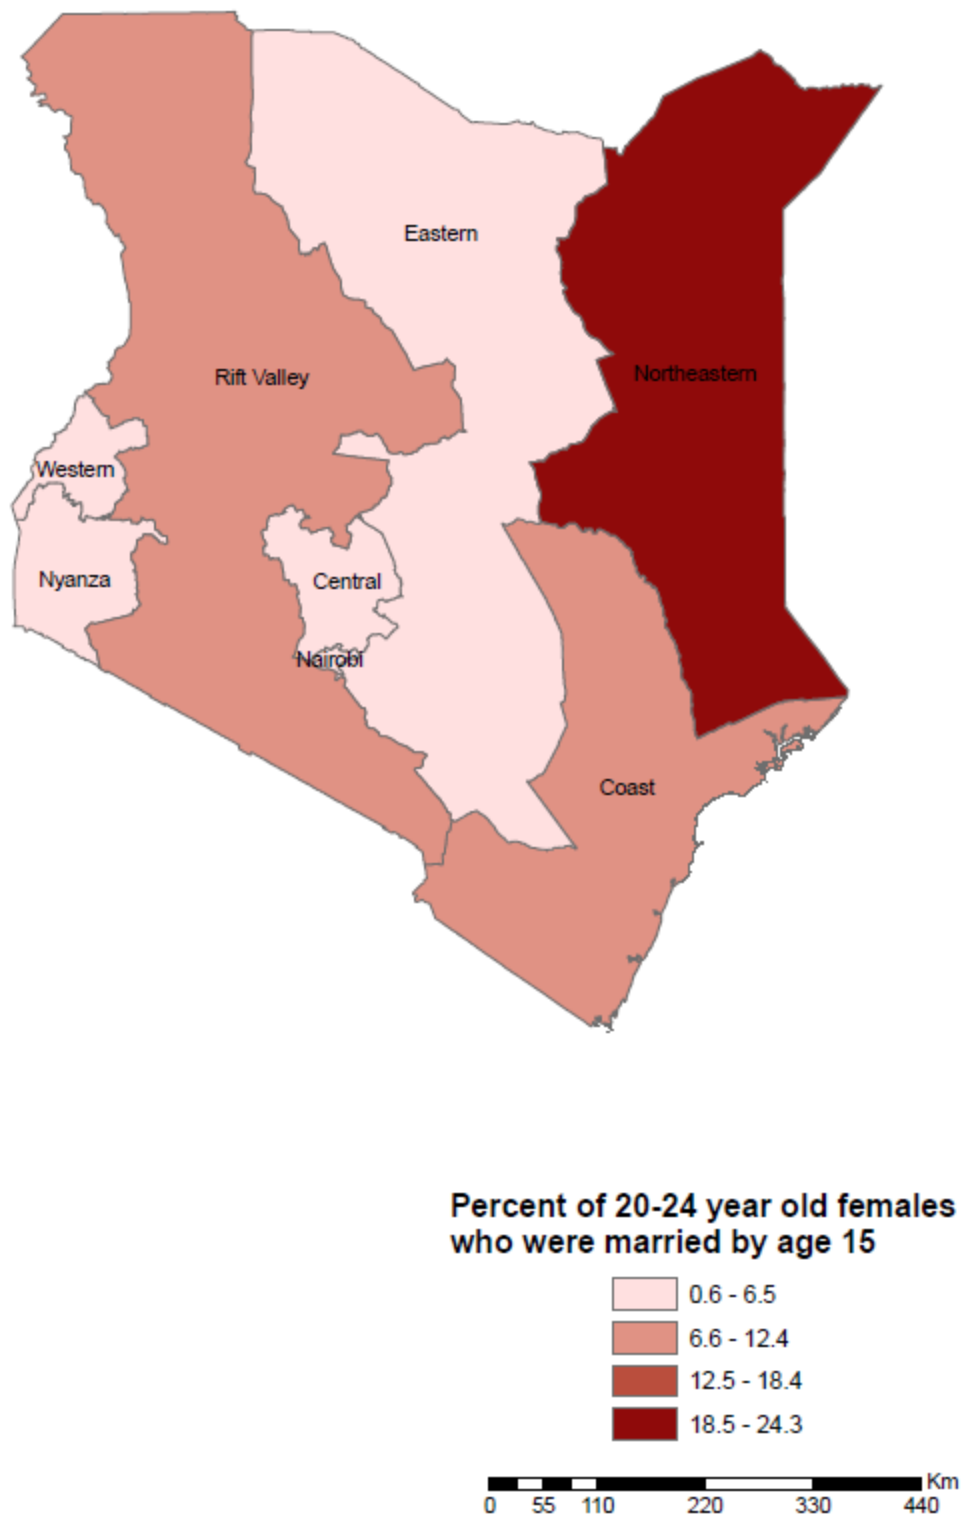 Eastern
Rift Valley
Northeastern
Western
Nyanza
Central
Nairobi
Coast
Percent of 20-24 year old females
who were married by age 15
0.6 - 6.5
6.6 - 12.4
12.5 - 18.4
18.5 - 24.3
Km
0 55 110 220 330 440